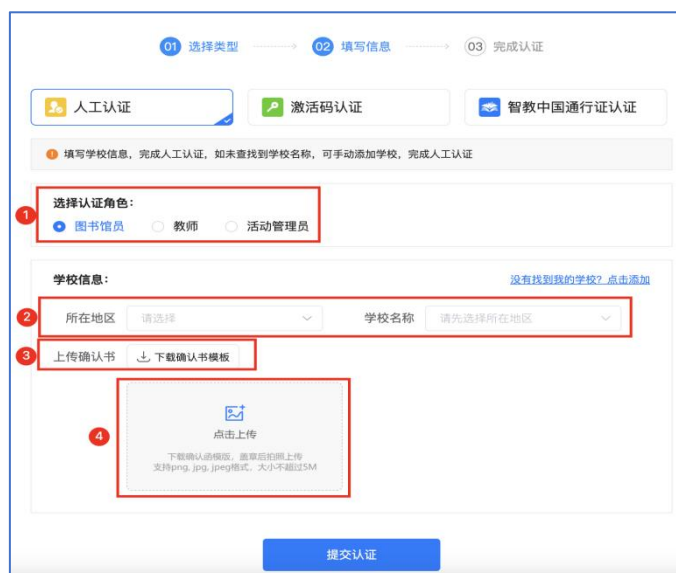 01 选择类型 02 填写信息 03 完成认证
人工认证 激活码认证 智教中国通行证认证
填写学校信息，完成人工认证，如未查找到学校名称，可手动添加学校，完成人工认证
1
选择认证角色：
图书馆员 教师 活动管理员
学校信息： 没有找到我的学校？点击添加
2 所在地区 请选择 学校名称 请先选择所在地区
3 上传确认书 下载确认书模板
4
点击上传
下载确认函模版，盖章后拍照上传
支持png, jpg, jpeg格式，大小不超过5M
提交认证